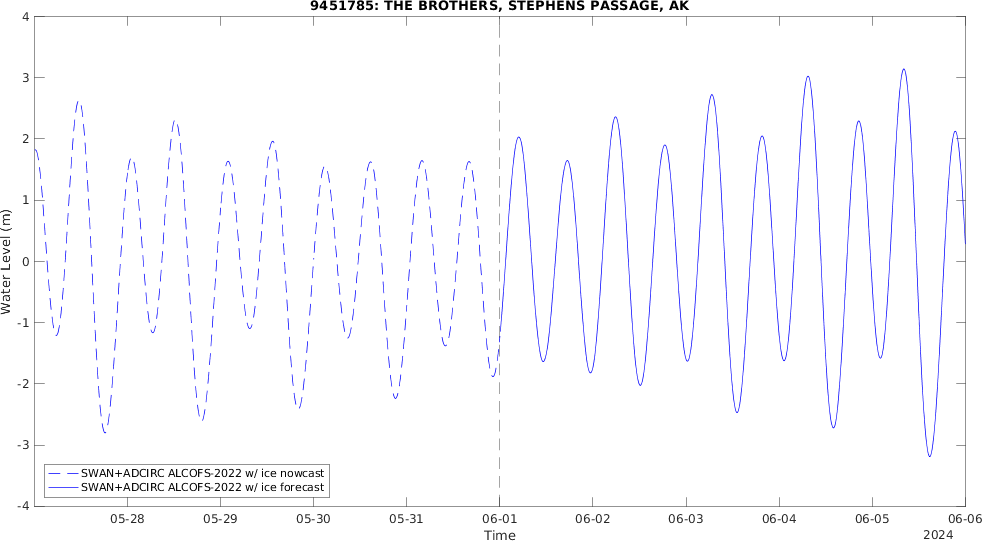 9451785: THE BROTHERS, STEPHENS PASSAGE, AK
4
3
2
1
0
-1
-2
-3
-4
Water Level (m)
SWAN+ADCIRC ALCOFS-2022 w/ ice nowcast
SWAN+ADCIRC ALCOFS-2022 w/ ice forecast
05-28 05-29 05-30 05-31 06-01 06-02 06-03 06-04 06-05 06-06
Time
2024